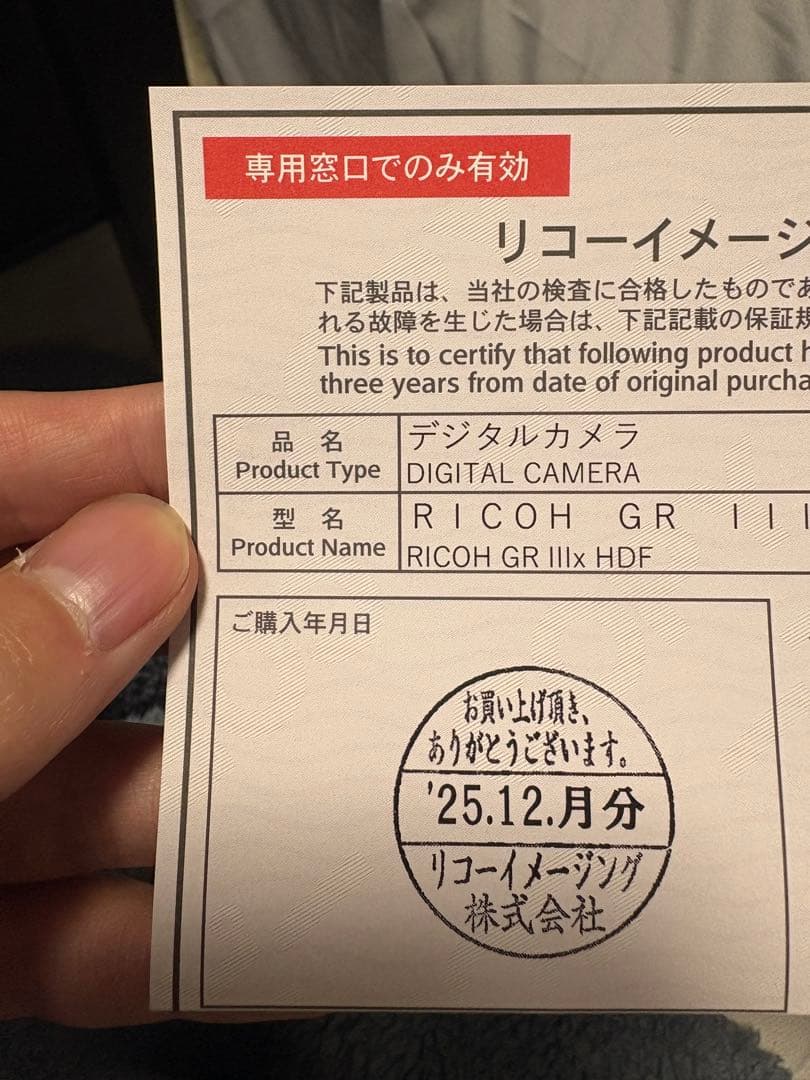 専用窓口でのみ有効
リコーイメージ
下記製品は、当社の検査に合格したものであ
れる故障を生じた場合は、下記記載の保証規
This is to certify that following product h
three years from date of original purcha
品 名
Product Type
デジタルカメラ
DIGITAL CAMERA
型 名
Product Name
ＲＩＣＯＨ ＧＲ ＩＩＩ
RICOH GR IIIx HDF
ご購入年月日
お買い上げ頂き、
ありがとうございます。
'25.12.月分
リコーイメージング
株式会社